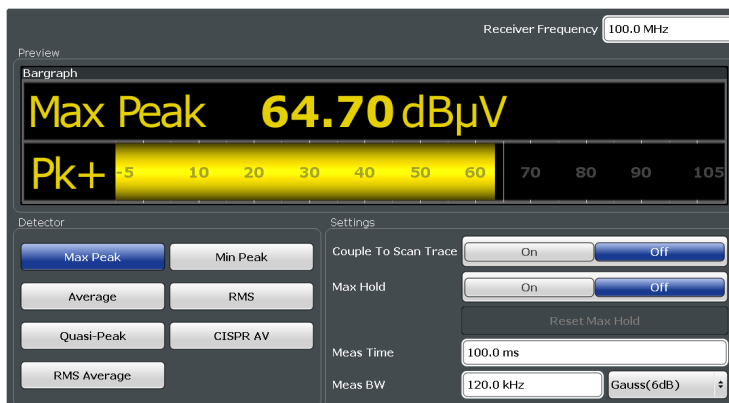 Receiver Frequency 100.0 MHz
Preview
Bargraph
Max Peak 64.70 dBµV
Pk+ -5 10 20 30 40 50 60 70 80 90 105
Detector
Settings
Max Peak Min Peak
Couple To Scan Trace On Off
Average RMS
Max Hold On Off
Reset Max Hold
Quasi-Peak CISPR AV
Meas Time 100.0 ms
RMS Average
Meas BW 120.0 kHz Gauss(6dB)